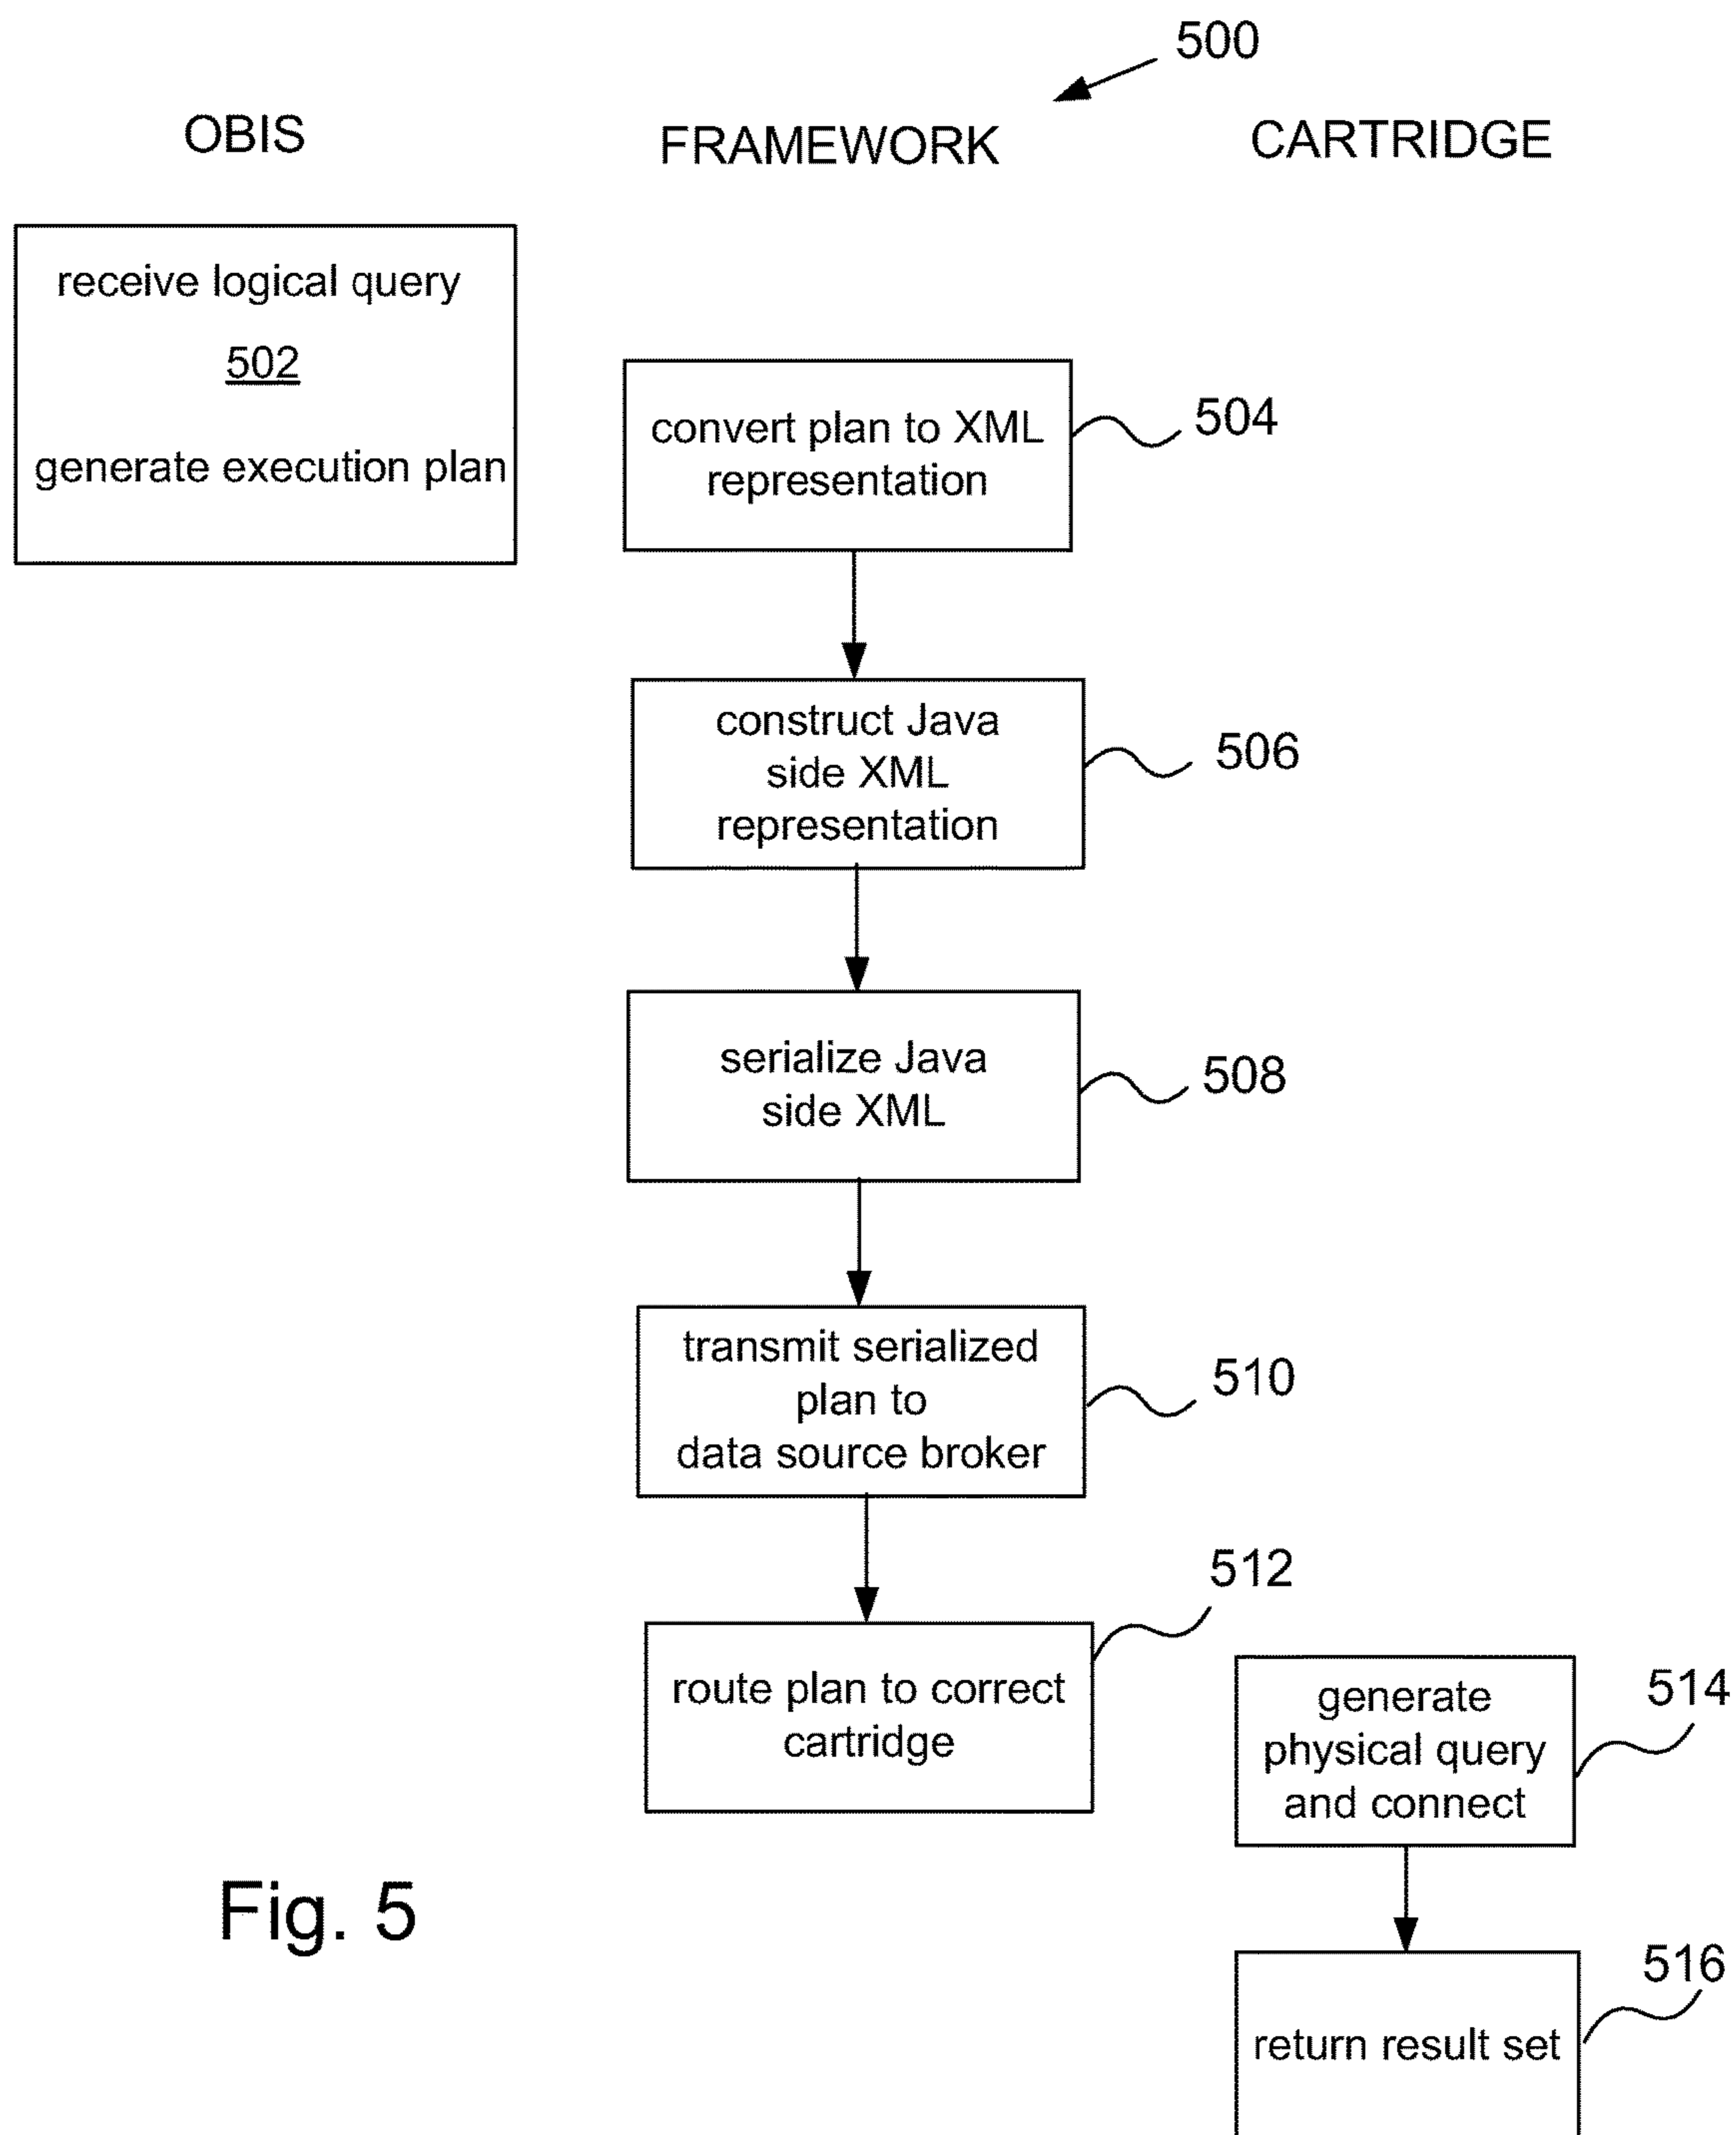 500
OBIS
FRAMEWORK
CARTRIDGE
receive logical query
502
generate execution plan
convert plan to XML
representation
504
construct Java
side XML
representation
506
serialize Java
side XML
508
transmit serialized
plan to
data source broker
510
route plan to correct
cartridge
512
generate
physical query
and connect
514
return result set
516
Fig. 5